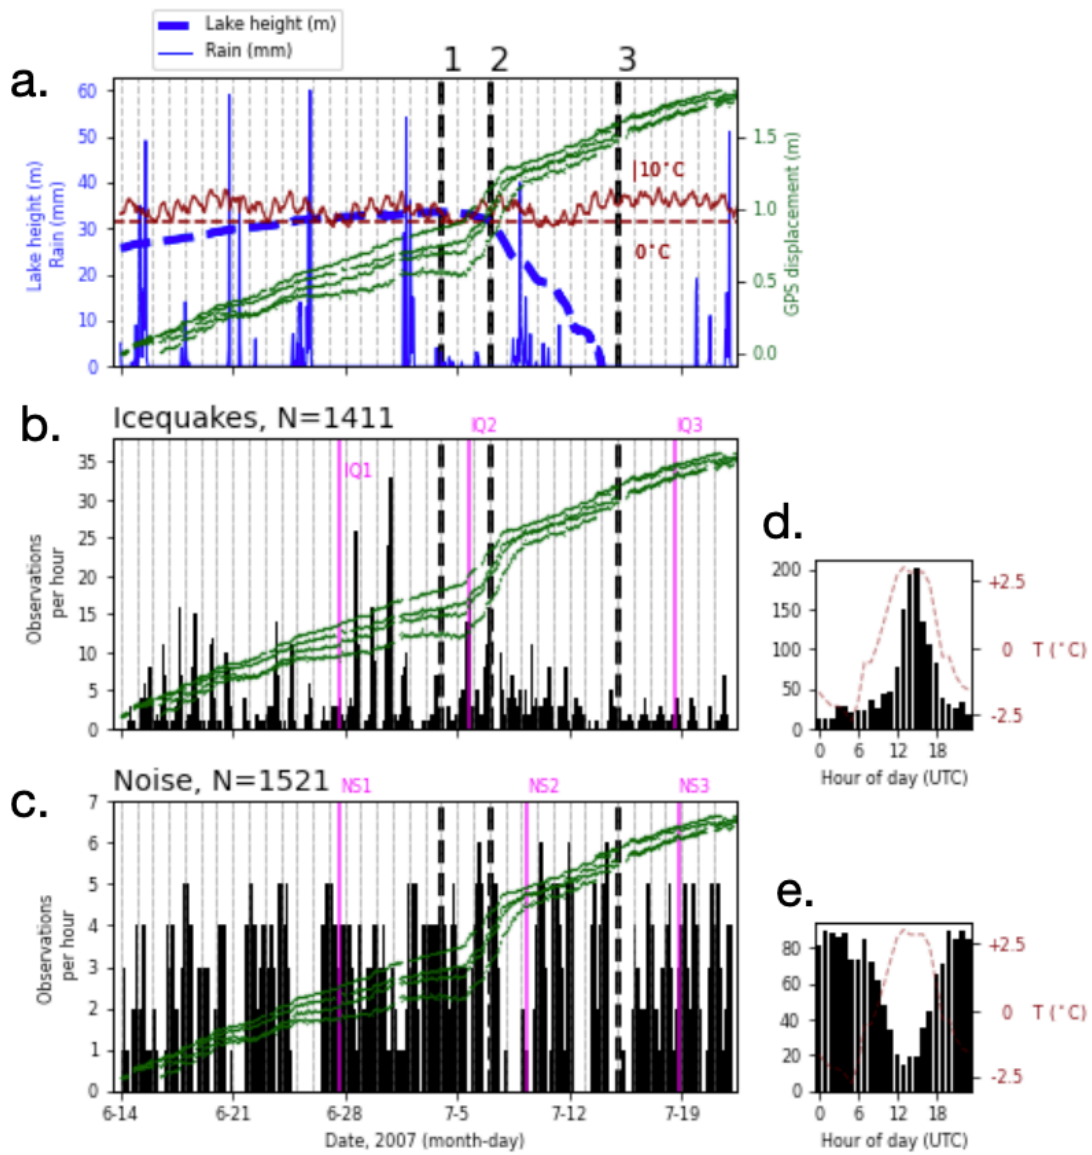 Lake height (m)
Rain (mm)
1 2 3
a.
60
50
40
30
20
10
0
Lake height (m)
Rain (mm)
|10°C
0°C
1.5
1.0
0.5
0.0
GPS displacement (m)
b.
Icequakes, N=1411
IQ1
IQ2
IQ3
35
30
25
20
15
10
5
0
Observations
per hour
c.
Noise, N=1521
NS1
NS2
NS3
7
6
5
4
3
2
1
0
Observations
per hour
6-14 6-21 6-28 7-5 7-12 7-19
Date, 2007 (month-day)
d.
200
150
100
50
0
+2.5
0
-2.5
T (°C)
0 6 12 18
Hour of day (UTC)
e.
80
60
40
20
0
+2.5
0
-2.5
T (°C)
0 6 12 18
Hour of day (UTC)